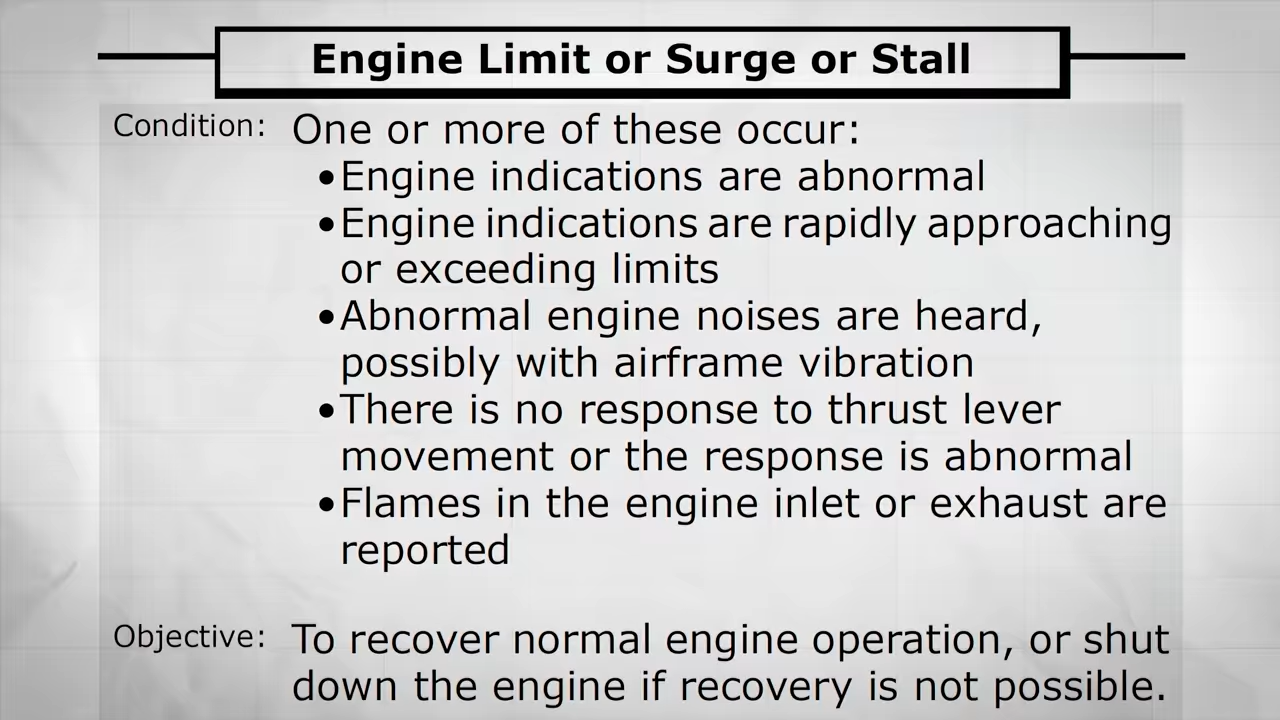 Engine Limit or Surge or Stall
Condition: One or more of these occur:
•Engine indications are abnormal
•Engine indications are rapidly approaching
or exceeding limits
•Abnormal engine noises are heard,
possibly with airframe vibration
•There is no response to thrust lever
movement or the response is abnormal
•Flames in the engine inlet or exhaust are
reported
Objective: To recover normal engine operation, or shut
down the engine if recovery is not possible.